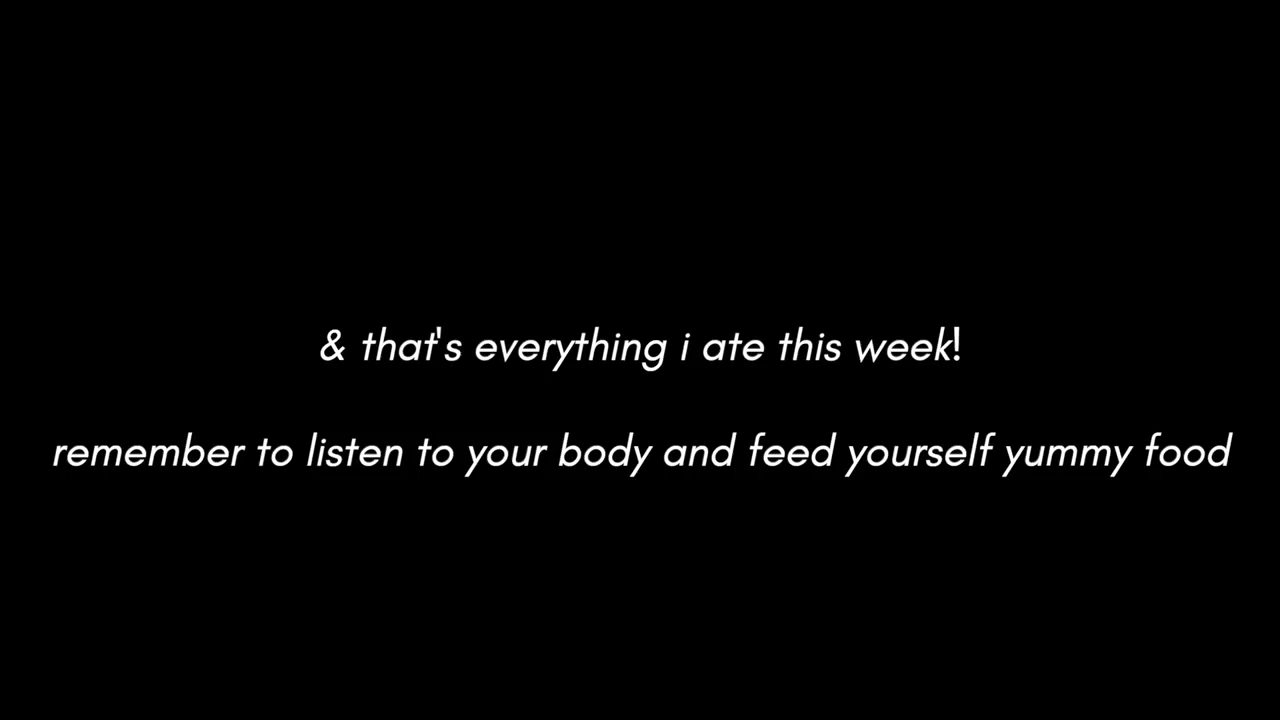 & that's everything i ate this week!
remember to listen to your body and feed yourself yummy food